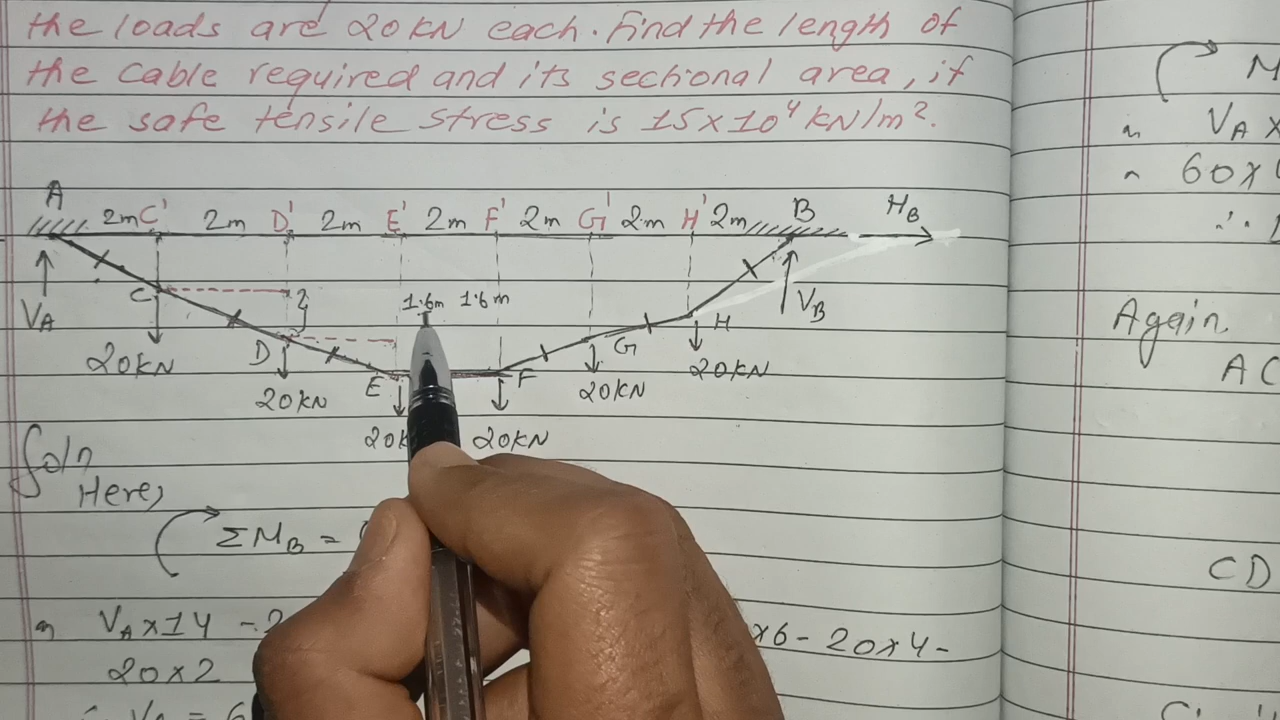 the loads are 20 kN each. Find the length of
the cable required and its sectional area, if
the safe tensile stress is 15×10⁴ kN/m².
A 2m C' 2m D' 2m E' 2m F' 2m G' 2m H' 2m B H_B
1.6m 1.6m
V_A C V_B
20kN D G H
20kN E F 20kN 20kN
20k 20kN
Soln
Here,
ΣM_B =
V_A×14 - ×6 - 20×4 -
20×2
∴ V_A = 6
M
V_A ×
60×
∴
Again
AC
CD